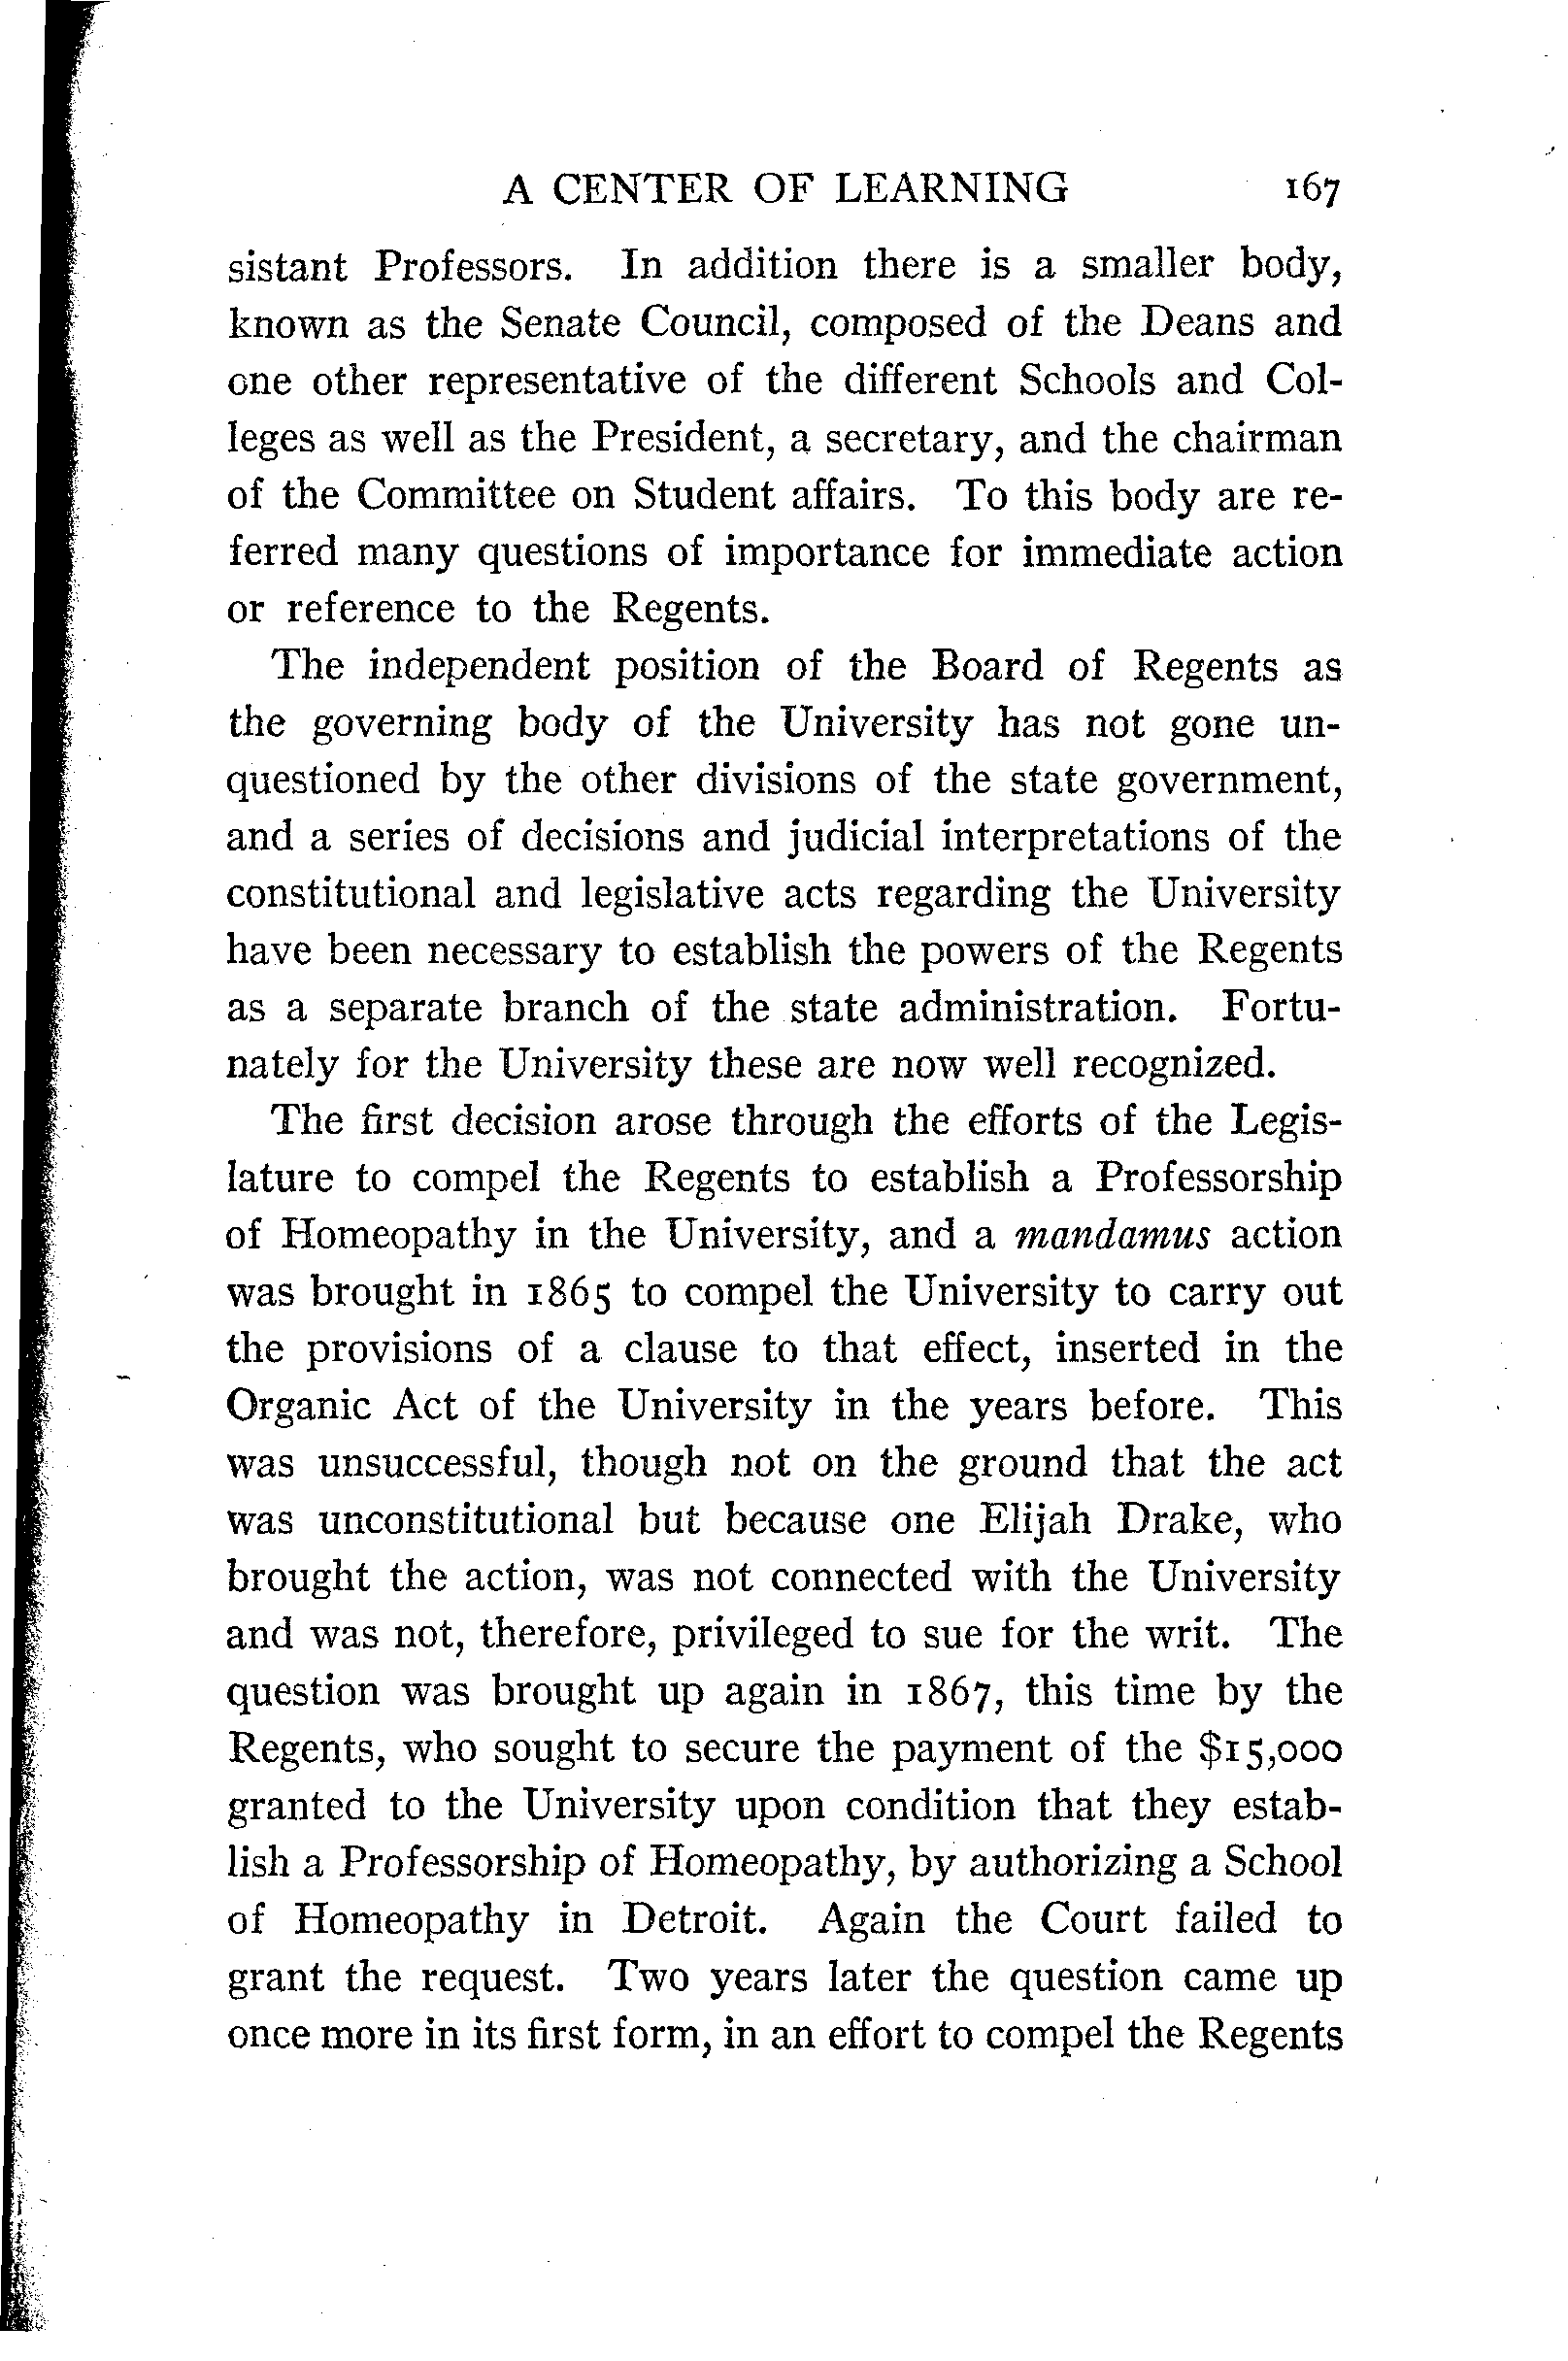 A CENTER OF LEARNING 167
sistant Professors. In addition there is a smaller body,
known as the Senate Council, composed of the Deans and
one other representative of the different Schools and Col-
leges as well as the President, a secretary, and the chairman
of the Committee on Student affairs. To this body are re-
ferred many questions of importance for immediate action
or reference to the Regents.
The independent position of the Board of Regents as
the governing body of the University has not gone un-
questioned by the other divisions of the state government,
and a series of decisions and judicial interpretations of the
constitutional and legislative acts regarding the University
have been necessary to establish the powers of the Regents
as a separate branch of the state administration. Fortu-
nately for the University these are now well recognized.
The first decision arose through the efforts of the Legis-
lature to compel the Regents to establish a Professorship
of Homeopathy in the University, and a mandamus action
was brought in 1865 to compel the University to carry out
the provisions of a clause to that effect, inserted in the
Organic Act of the University in the years before. This
was unsuccessful, though not on the ground that the act
was unconstitutional but because one Elijah Drake, who
brought the action, was not connected with the University
and was not, therefore, privileged to sue for the writ. The
question was brought up again in 1867, this time by the
Regents, who sought to secure the payment of the $15,000
granted to the University upon condition that they estab-
lish a Professorship of Homeopathy, by authorizing a School
of Homeopathy in Detroit. Again the Court failed to
grant the request. Two years later the question came up
once more in its first form, in an effort to compel the Regents